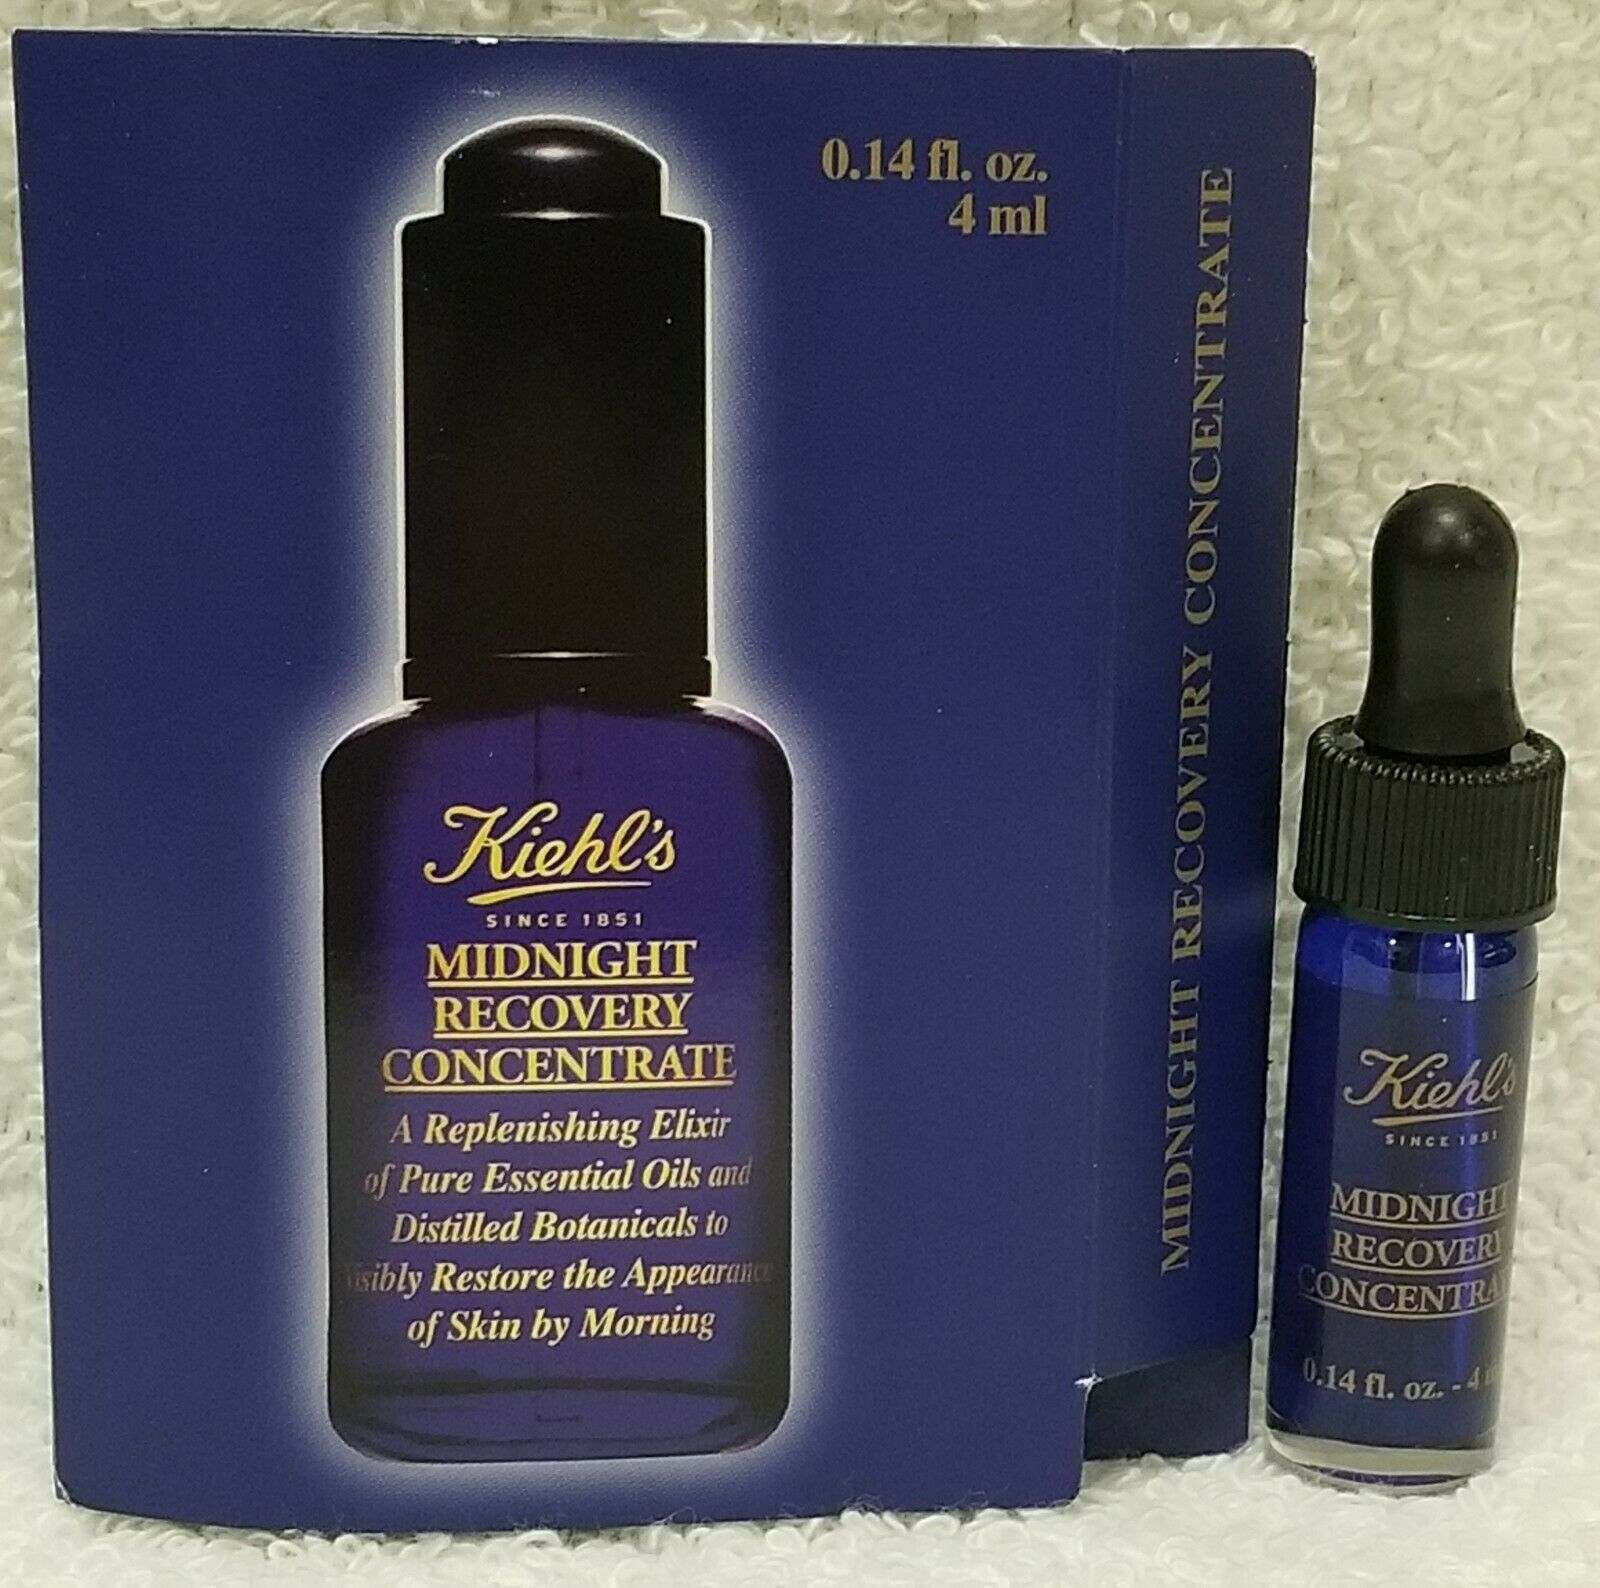 0.14 fl. oz.
4 ml
Kiehl's
SINCE 1851
MIDNIGHT
RECOVERY
CONCENTRATE
A Replenishing Elixir
of Pure Essential Oils and
Distilled Botanicals to
Visibly Restore the Appearance
of Skin by Morning
MIDNIGHT RECOVERY CONCENTRATE
Kiehl's
SINCE 1851
MIDNIGHT
RECOVERY
0.14 fl. oz. - 4